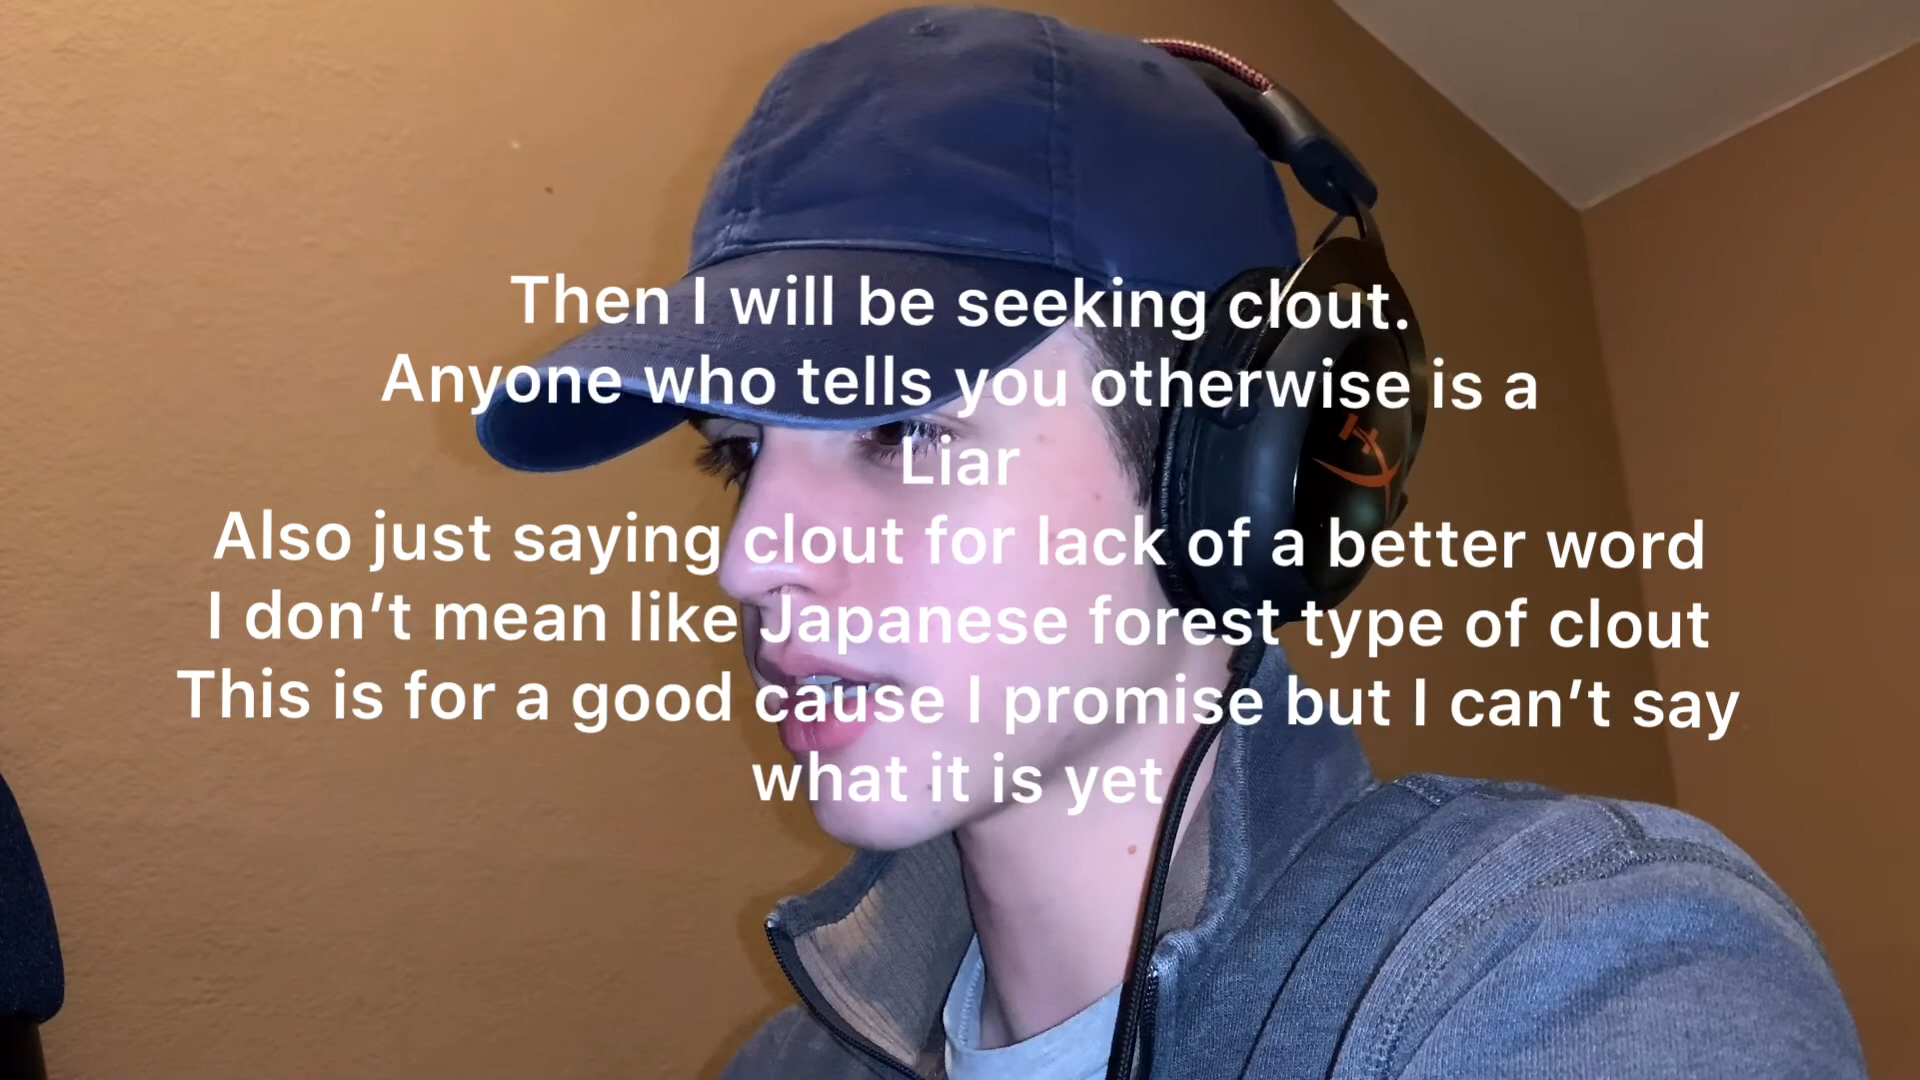 Then I will be seeking clout.
Anyone who tells you otherwise is a
Liar
Also just saying clout for lack of a better word
I don’t mean like Japanese forest type of clout
This is for a good cause I promise but I can’t say
what it is yet